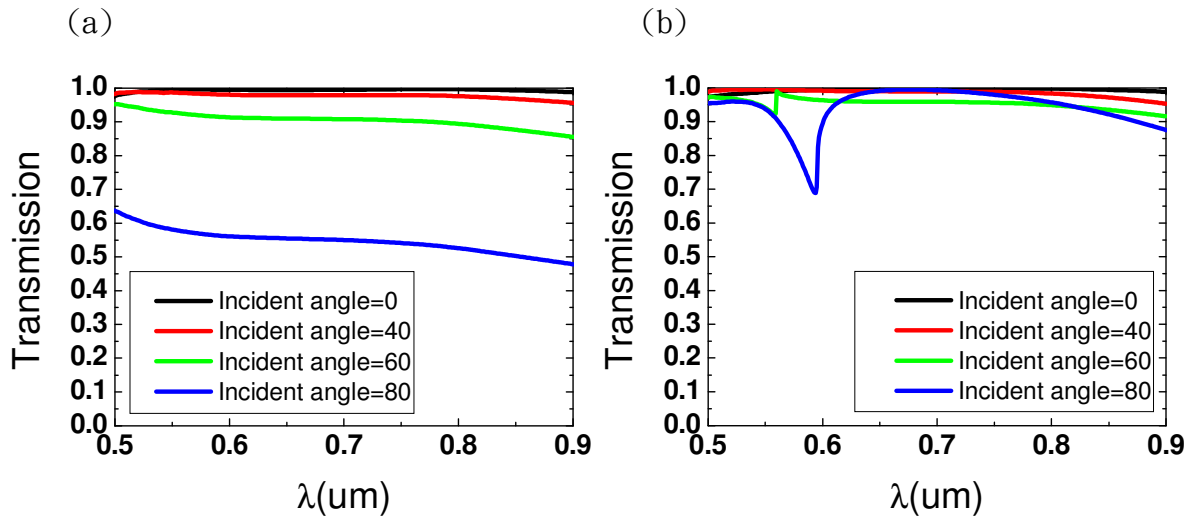 (a)
Transmission
1.0
0.9
0.8
0.7
0.6
0.5
0.4
0.3
0.2
0.1
0.0
Incident angle=0
Incident angle=40
Incident angle=60
Incident angle=80
0.5 0.6 0.7 0.8 0.9
λ(um)
(b)
Transmission
1.0
0.9
0.8
0.7
0.6
0.5
0.4
0.3
0.2
0.1
0.0
Incident angle=0
Incident angle=40
Incident angle=60
Incident angle=80
0.5 0.6 0.7 0.8 0.9
λ(um)